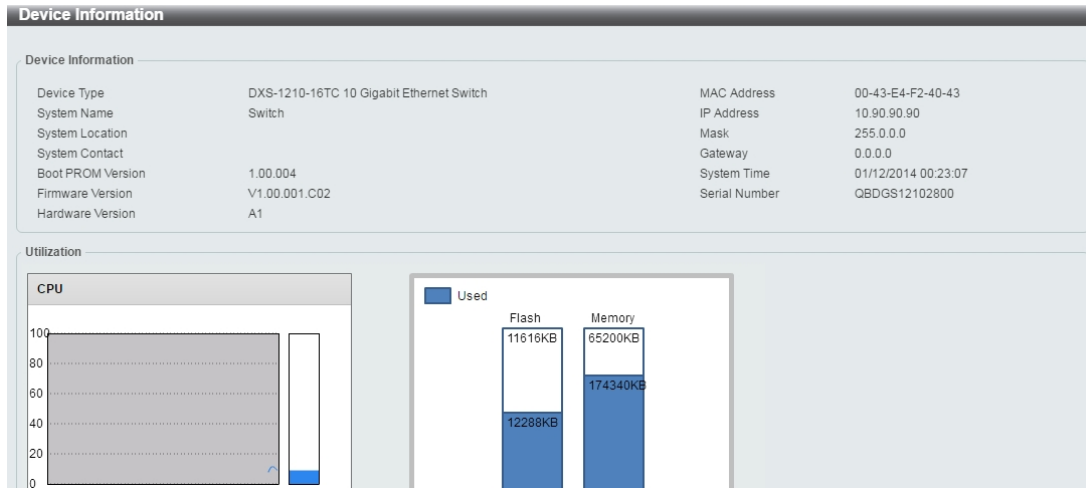 Device Information
Device Information
Device Type DXS-1210-16TC 10 Gigabit Ethernet Switch MAC Address 00-43-E4-F2-40-43
System Name Switch IP Address 10.90.90.90
System Location Mask 255.0.0.0
System Contact Gateway 0.0.0.0
Boot PROM Version 1.00.004 System Time 01/12/2014 00:23:07
Firmware Version V1.00.001.C02 Serial Number QBDGS12102800
Hardware Version A1
Utilization
CPU
100
80
60
40
20
0
Used
Flash Memory
11616KB 65200KB
174340KB
12288KB